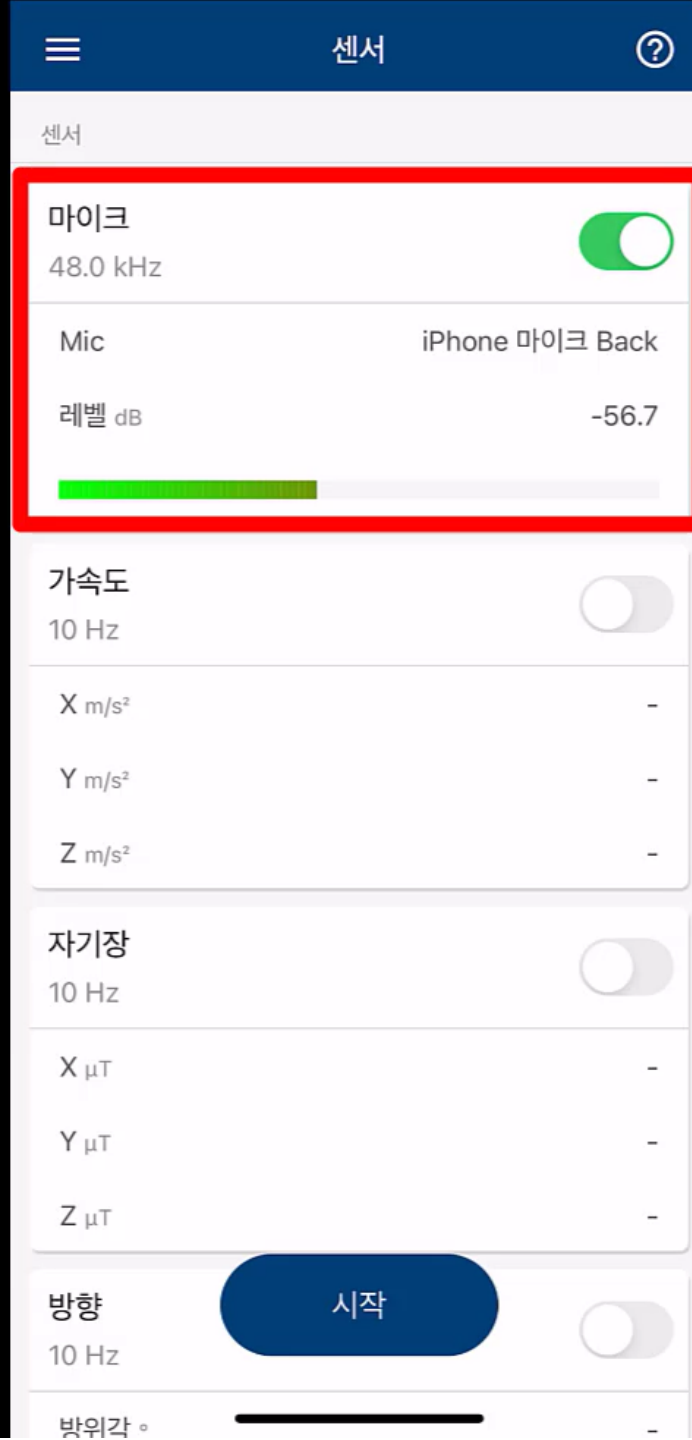 센서
센서
마이크
48.0 kHz
Mic iPhone 마이크 Back
레벨 dB -56.7
가속도
10 Hz
X m/s² -
Y m/s² -
Z m/s² -
자기장
10 Hz
X μT -
Y μT -
Z μT -
방향
시작
10 Hz
방위각 ° -